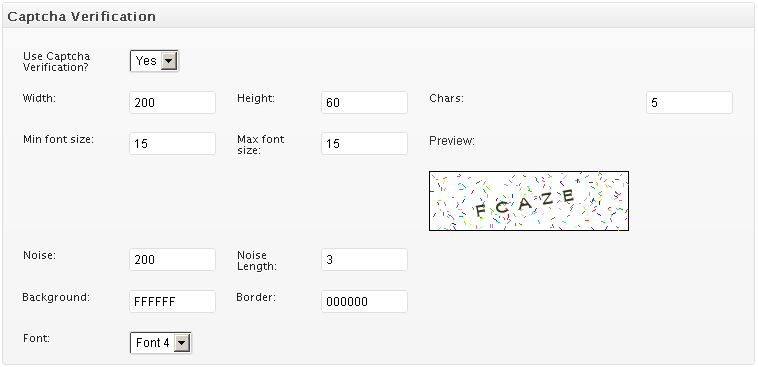 Captcha Verification
Use Captcha
Verification?
Yes
Width:
200
Height:
60
Chars:
5
Min font size:
15
Max font
size:
15
Preview:
FCAZE
Noise:
200
Noise
Length:
3
Background:
FFFFFF
Border:
000000
Font:
Font 4